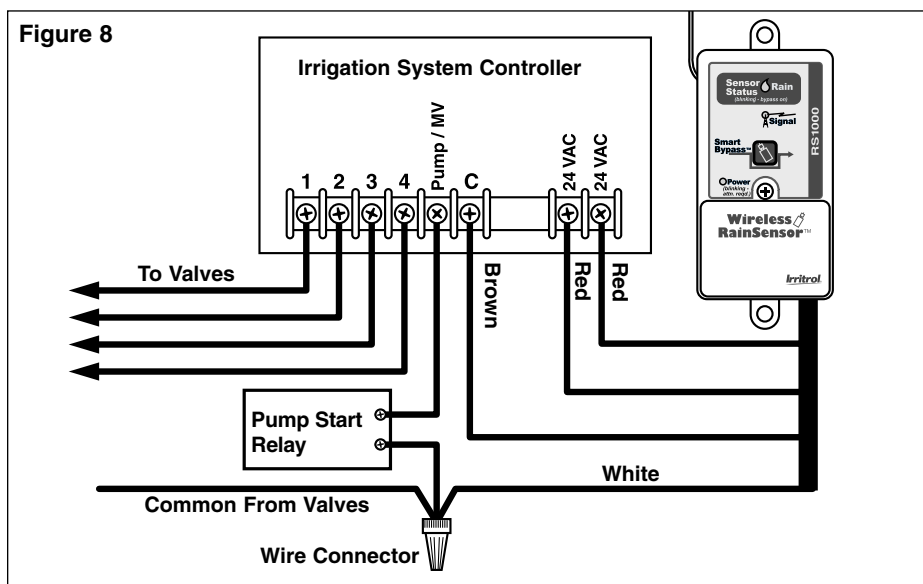 Figure 8
Irrigation System Controller
1
2
3
4
Pump / MV
C
24 VAC
24 VAC
To Valves
Brown
Red
Red
Pump Start
Relay
Common From Valves
White
Wire Connector
Sensor
Status
Rain
(blinking - bypass on)
Signal
Smart
Bypass™
RS1000
Power
(blinking -
attn. reqd.)
Wireless
RainSensor™
Irritrol